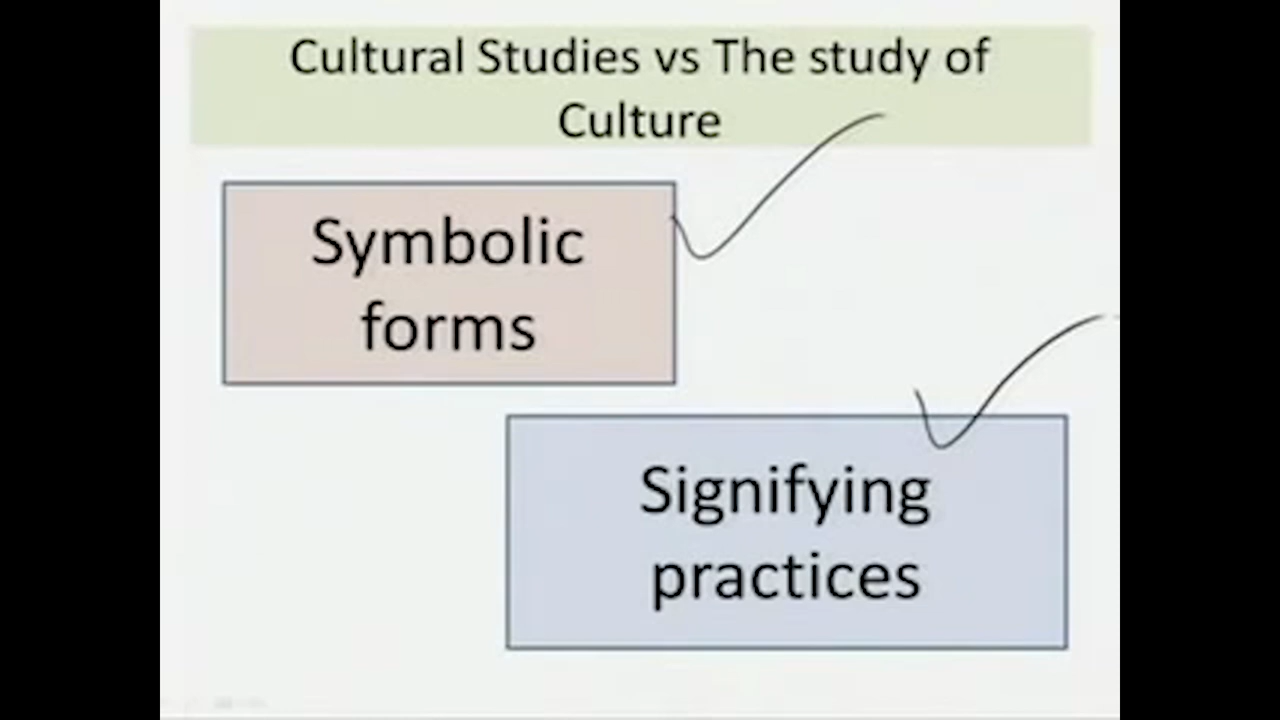 Cultural Studies vs The study of
Culture
Symbolic
forms
Signifying
practices